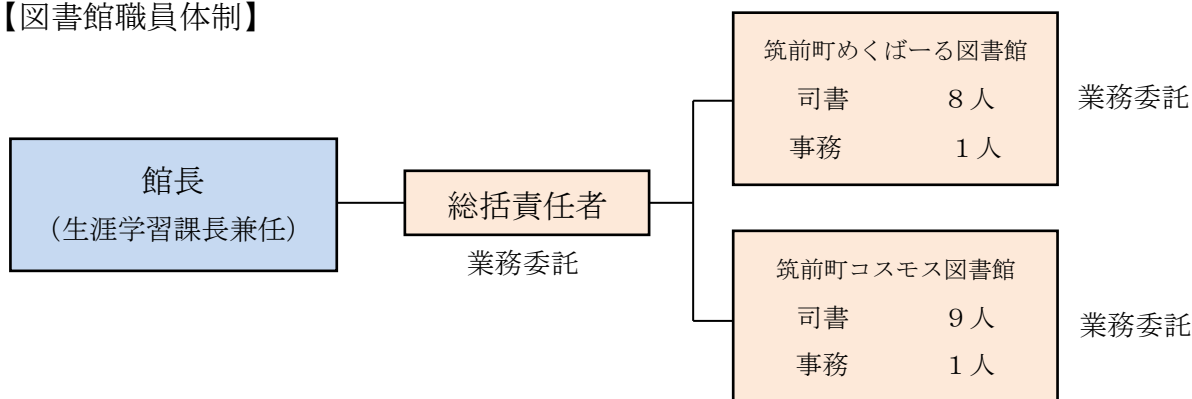 【図書館職員体制】
館長
（生涯学習課長兼任）
総括責任者
業務委託
筑前町めくばーる図書館
司書 ８人
事務 １人
業務委託
筑前町コスモス図書館
司書 ９人
事務 １人
業務委託